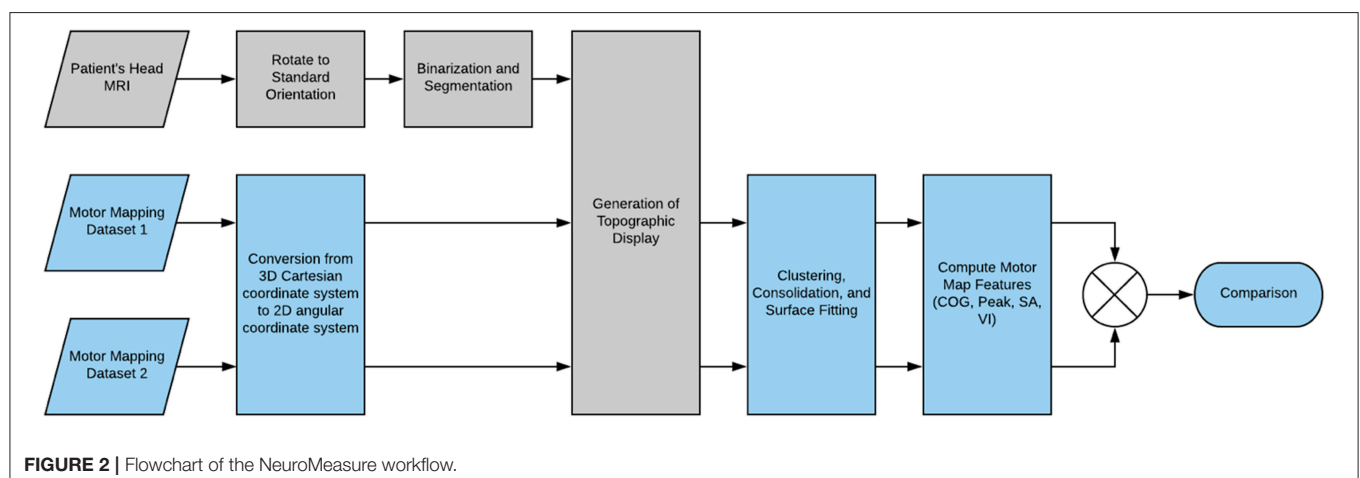 Patient's Head
MRI
Rotate to
Standard
Orientation
Binarization and
Segmentation
Motor Mapping
Dataset 1
Motor Mapping
Dataset 2
Conversion from
3D Cartesian
coordinate system
to 2D angular
coordinate system
Generation of
Topographic
Display
Clustering,
Consolidation, and
Surface Fitting
Compute Motor
Map Features
(COG, Peak, SA,
VI)
Comparison
FIGURE 2 | Flowchart of the NeuroMeasure workflow.